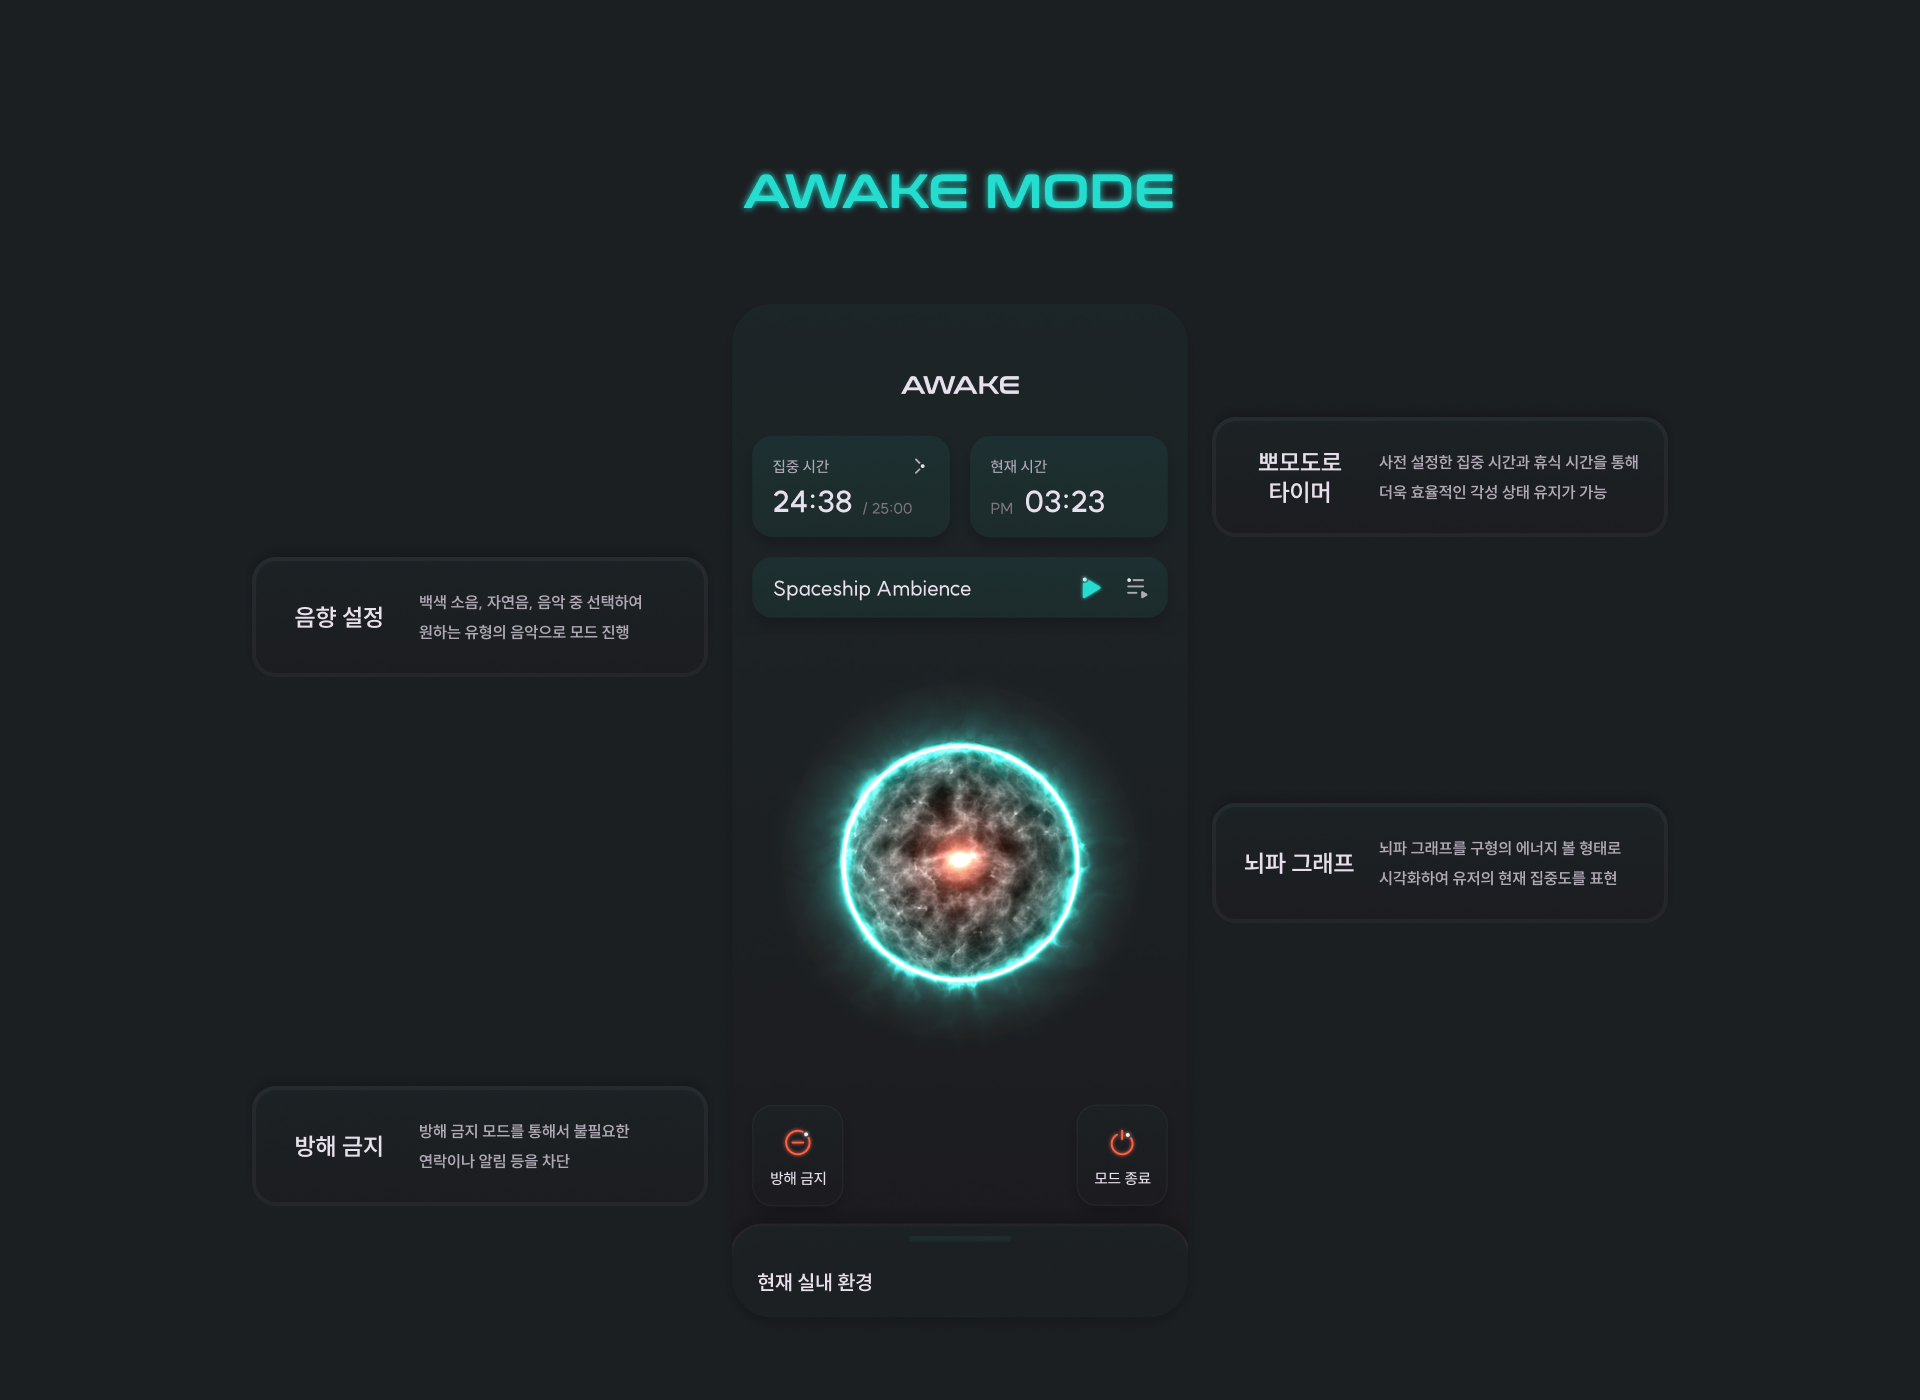 AWAKE MODE
AWAKE
집중 시간
24:38 / 25:00
현재 시간
PM 03:23
Spaceship Ambience
뽀모도로
타이머
사전 설정한 집중 시간과 휴식 시간을 통해
더욱 효율적인 각성 상태 유지가 가능
음향 설정
백색 소음, 자연음, 음악 중 선택하여
원하는 유형의 음악으로 모드 진행
뇌파 그래프
뇌파 그래프를 구형의 에너지 볼 형태로
시각화하여 유저의 현재 집중도를 표현
방해 금지
방해 금지 모드를 통해서 불필요한
연락이나 알림 등을 차단
방해 금지
모드 종료
현재 실내 환경